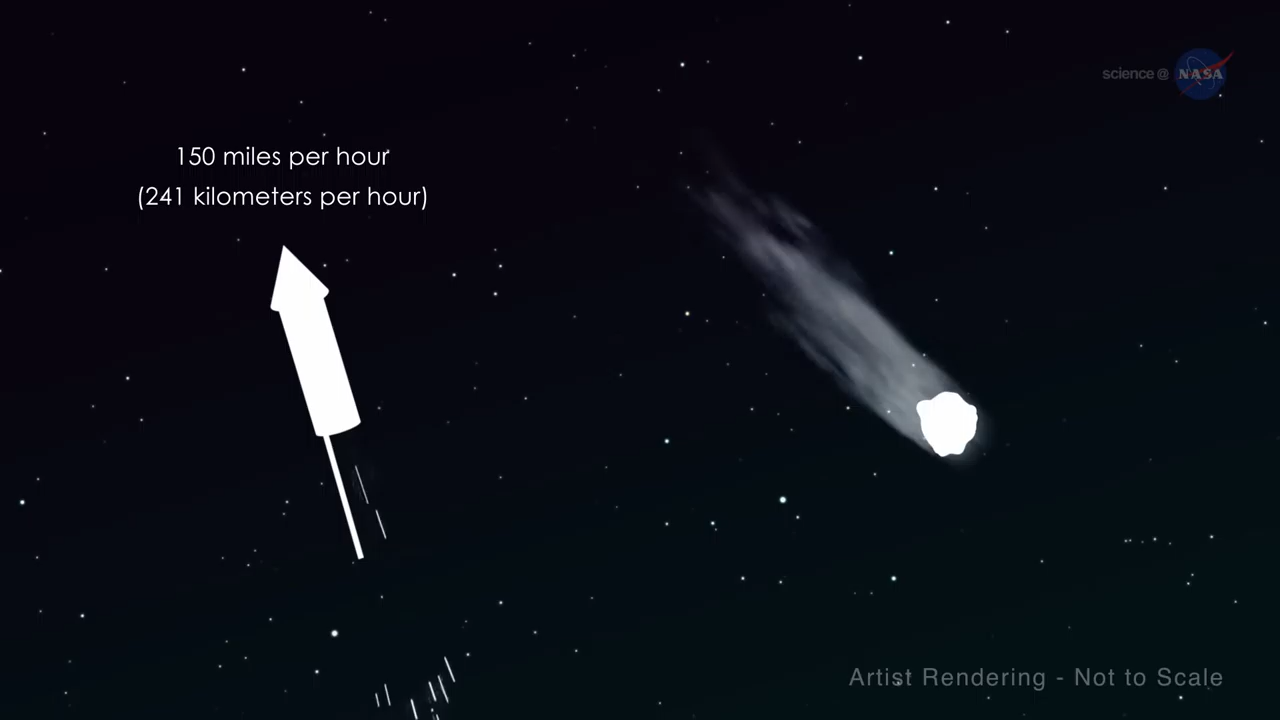 science@ NASA
150 miles per hour
(241 kilometers per hour)
Artist Rendering - Not to Scale